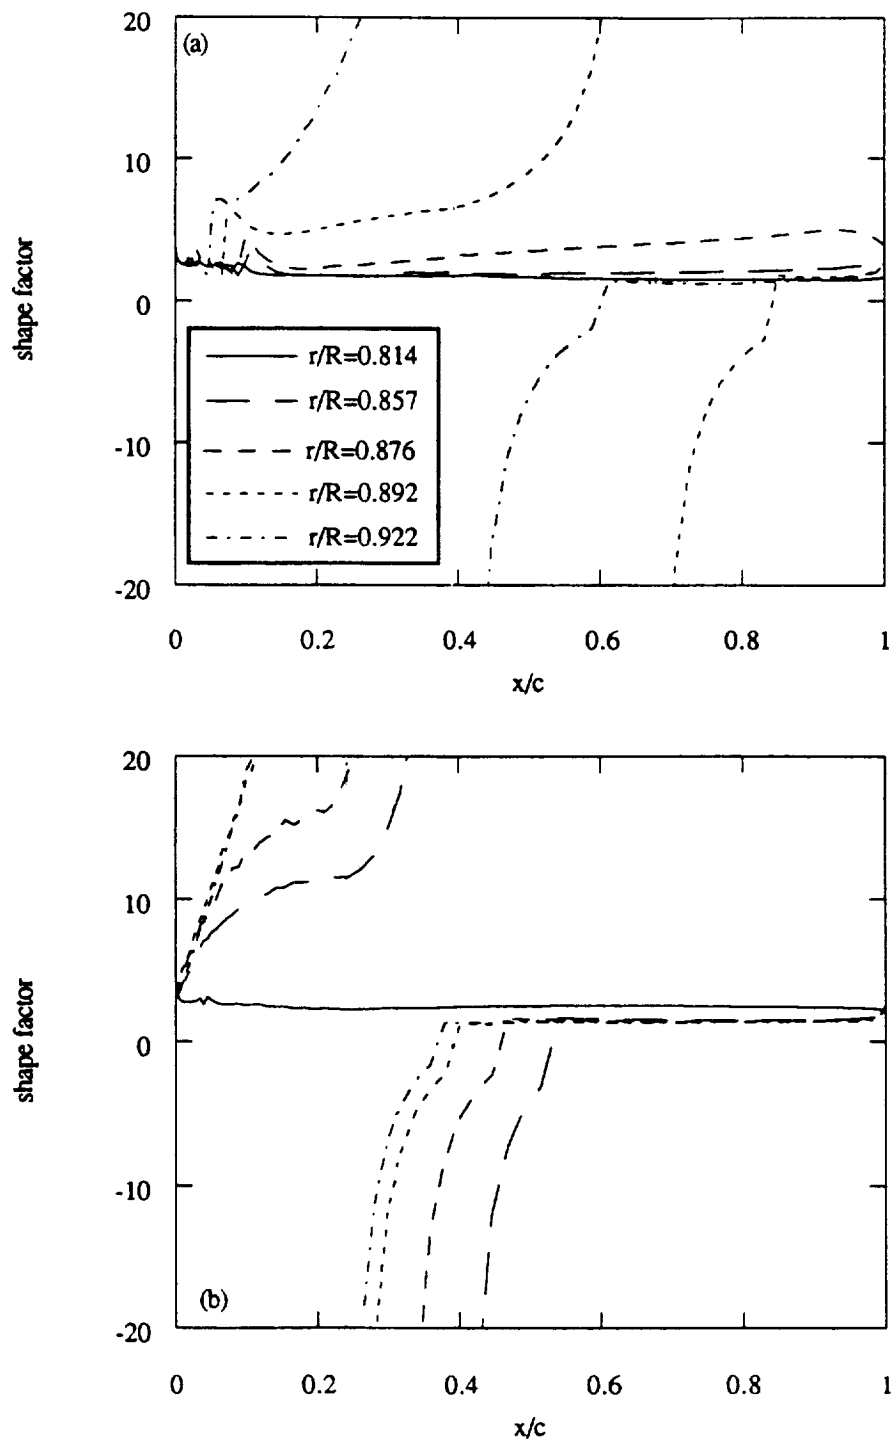 20
(a)
10
shape factor
0
r/R=0.814
r/R=0.857
-10
r/R=0.876
r/R=0.892
r/R=0.922
-20
0 0.2 0.4 0.6 0.8 1
x/c
20
10
shape factor
0
-10
(b)
-20
0 0.2 0.4 0.6 0.8 1
x/c